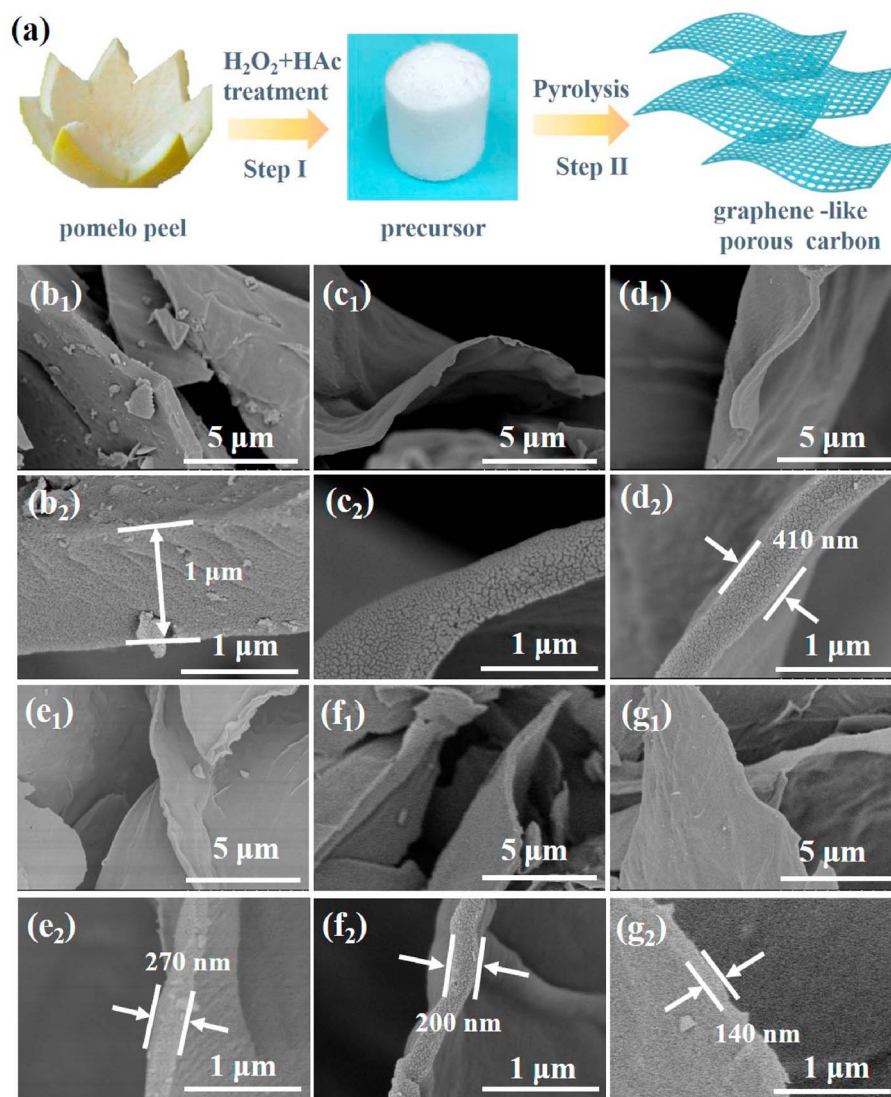 (a)
H₂O₂+HAc
treatment
Step I
Pyrolysis
Step II
pomelo peel
precursor
graphene -like
porous carbon
(b₁)
5 μm
(c₁)
5 μm
(d₁)
5 μm
(b₂)
1 μm
1 μm
(c₂)
1 μm
(d₂)
410 nm
1 μm
(e₁)
5 μm
(f₁)
5 μm
(g₁)
5 μm
(e₂)
270 nm
1 μm
(f₂)
200 nm
1 μm
(g₂)
140 nm
1 μm